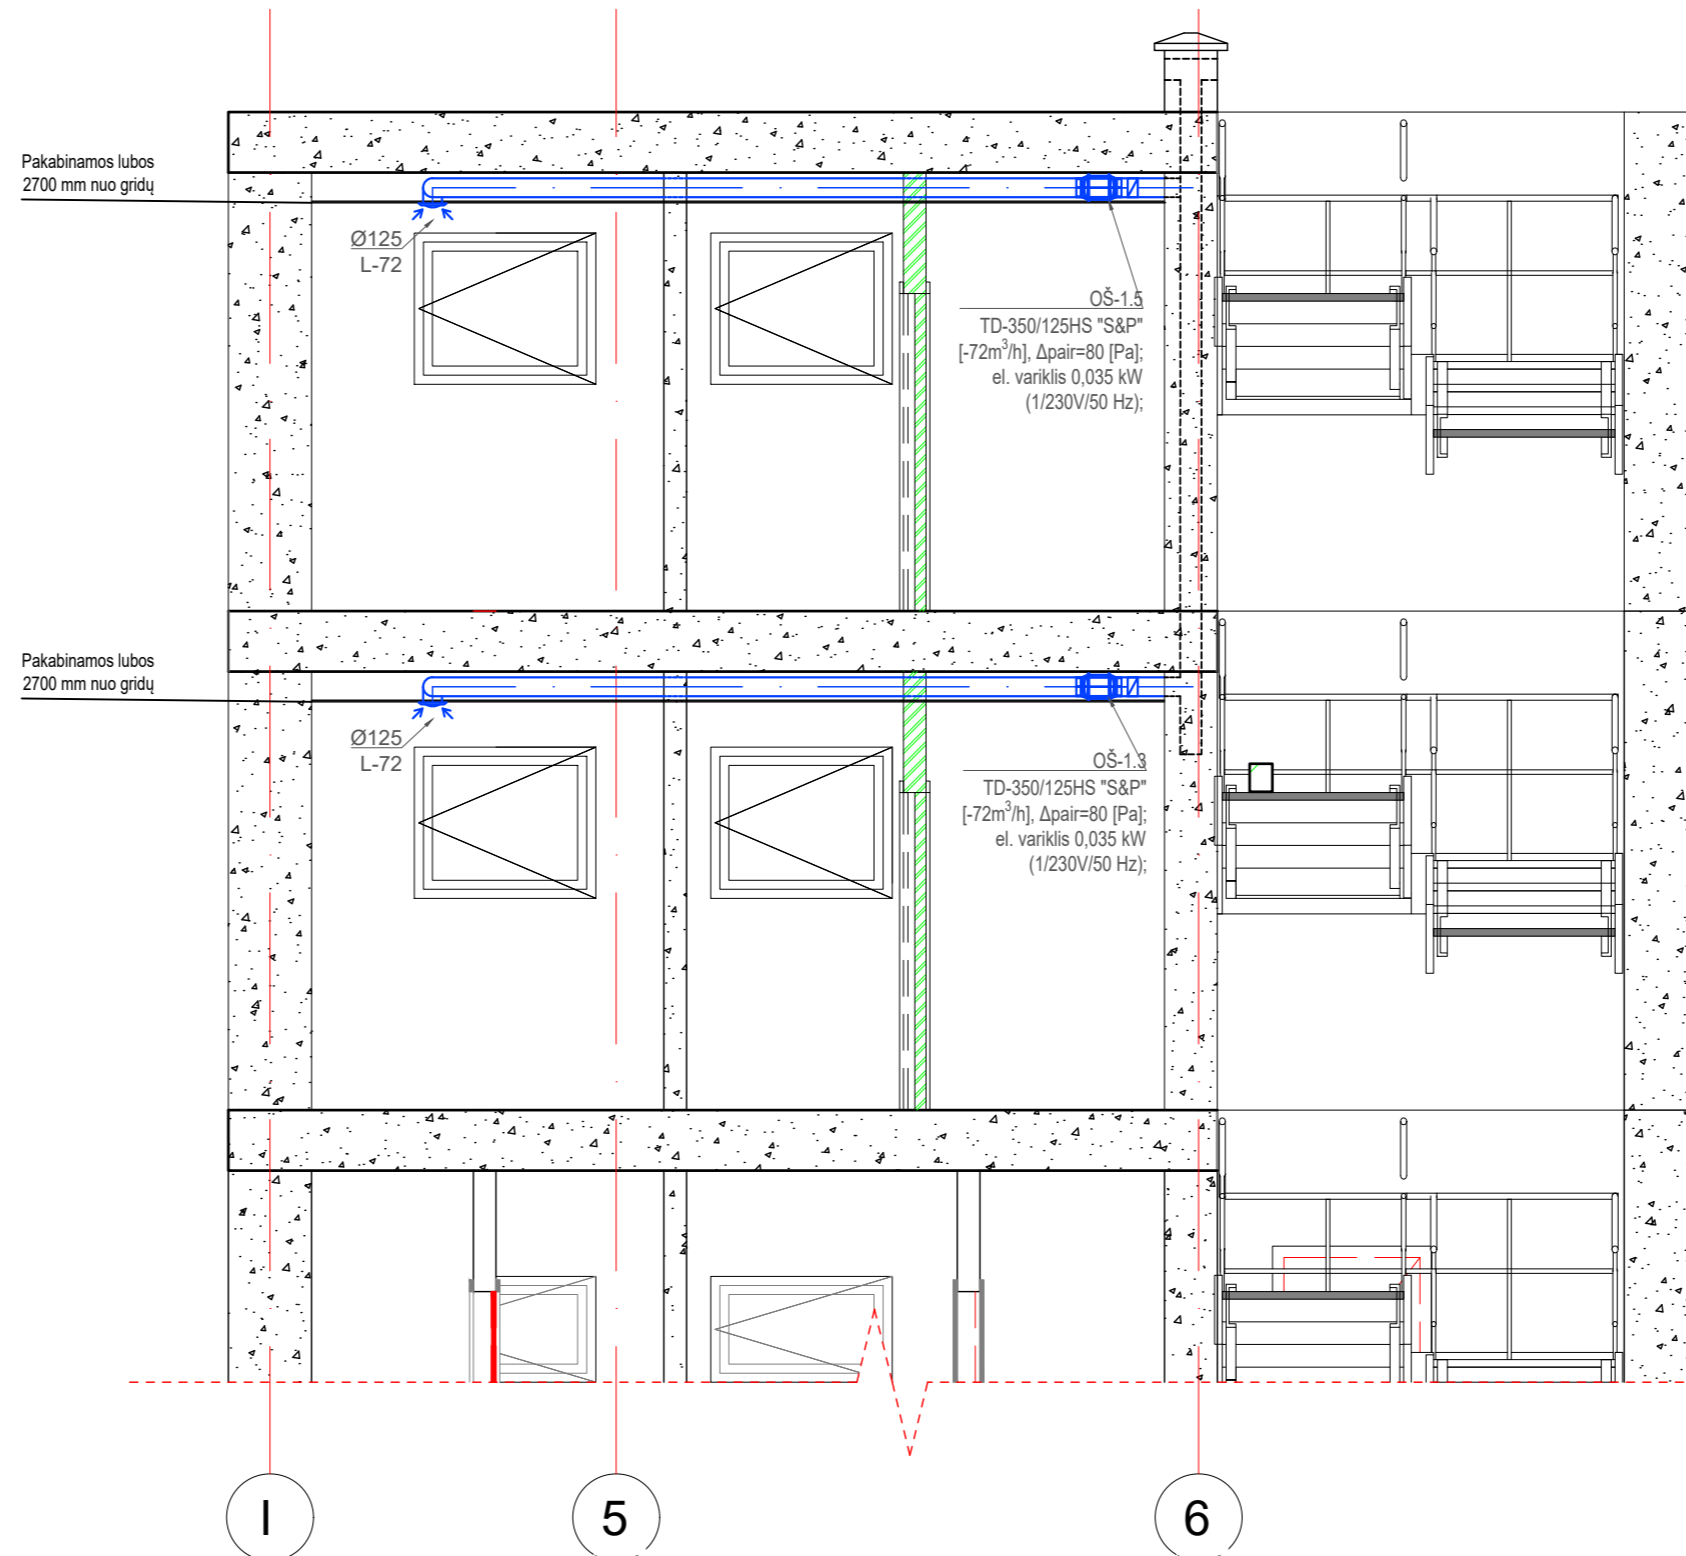 Pakabinamos lubos
2700 mm nuo gridų
Ø125
L-72
OŠ-1.5
TD-350/125HS "S&P"
[-72m³/h], Δpair=80 [Pa];
el. variklis 0,035 kW
(1/230V/50 Hz);
Pakabinamos lubos
2700 mm nuo gridų
Ø125
L-72
OŠ-1.3
TD-350/125HS "S&P"
[-72m³/h], Δpair=80 [Pa];
el. variklis 0,035 kW
(1/230V/50 Hz);
I
5
6